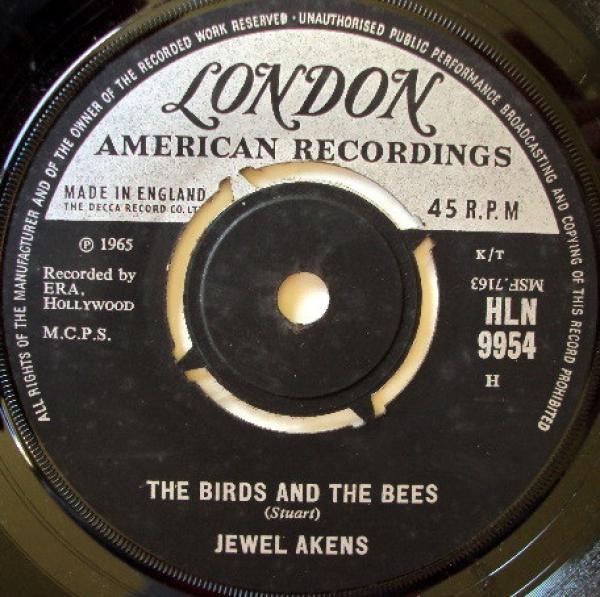 ALL RIGHTS OF THE MANUFACTURER AND OF THE OWNER OF THE RECORDED WORK RESERVED · UNAUTHORISED PUBLIC PERFORMANCE BROADCASTING AND COPYING OF THIS RECORD PROHIBITED
LONDON
AMERICAN RECORDINGS
MADE IN ENGLAND
THE DECCA RECORD CO. LT
45 R.P.M
℗ 1965
Recorded by
ERA,
HOLLYWOOD
M.C.P.S.
K/T
MSF.7163
HLN
9954
H
THE BIRDS AND THE BEES
(Stuart)
JEWEL AKENS